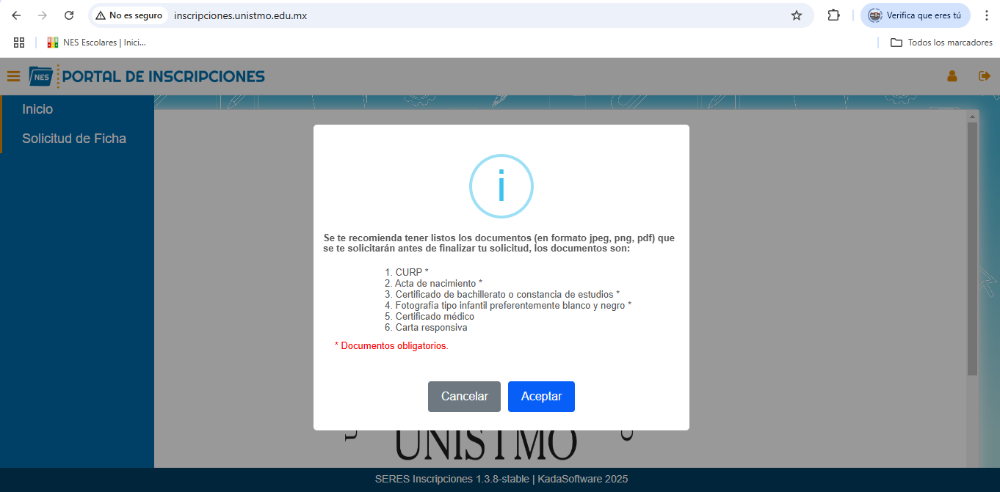 No es seguro
inscripciones.unistmo.edu.mx
Verifica que eres tú
NES Escolares | Inici...
Todos los marcadores
NES
PORTAL DE INSCRIPCIONES
Inicio
Solicitud de Ficha
i
Se te recomienda tener listos los documentos (en formato jpeg, png, pdf) que
se te solicitarán antes de finalizar tu solicitud, los documentos son:
1. CURP *
2. Acta de nacimiento *
3. Certificado de bachillerato o constancia de estudios *
4. Fotografía tipo infantil preferentemente blanco y negro *
5. Certificado médico
6. Carta responsiva
* Documentos obligatorios.
Cancelar
Aceptar
UNISTMO
SERES Inscripciones 1.3.8-stable | KadaSoftware 2025